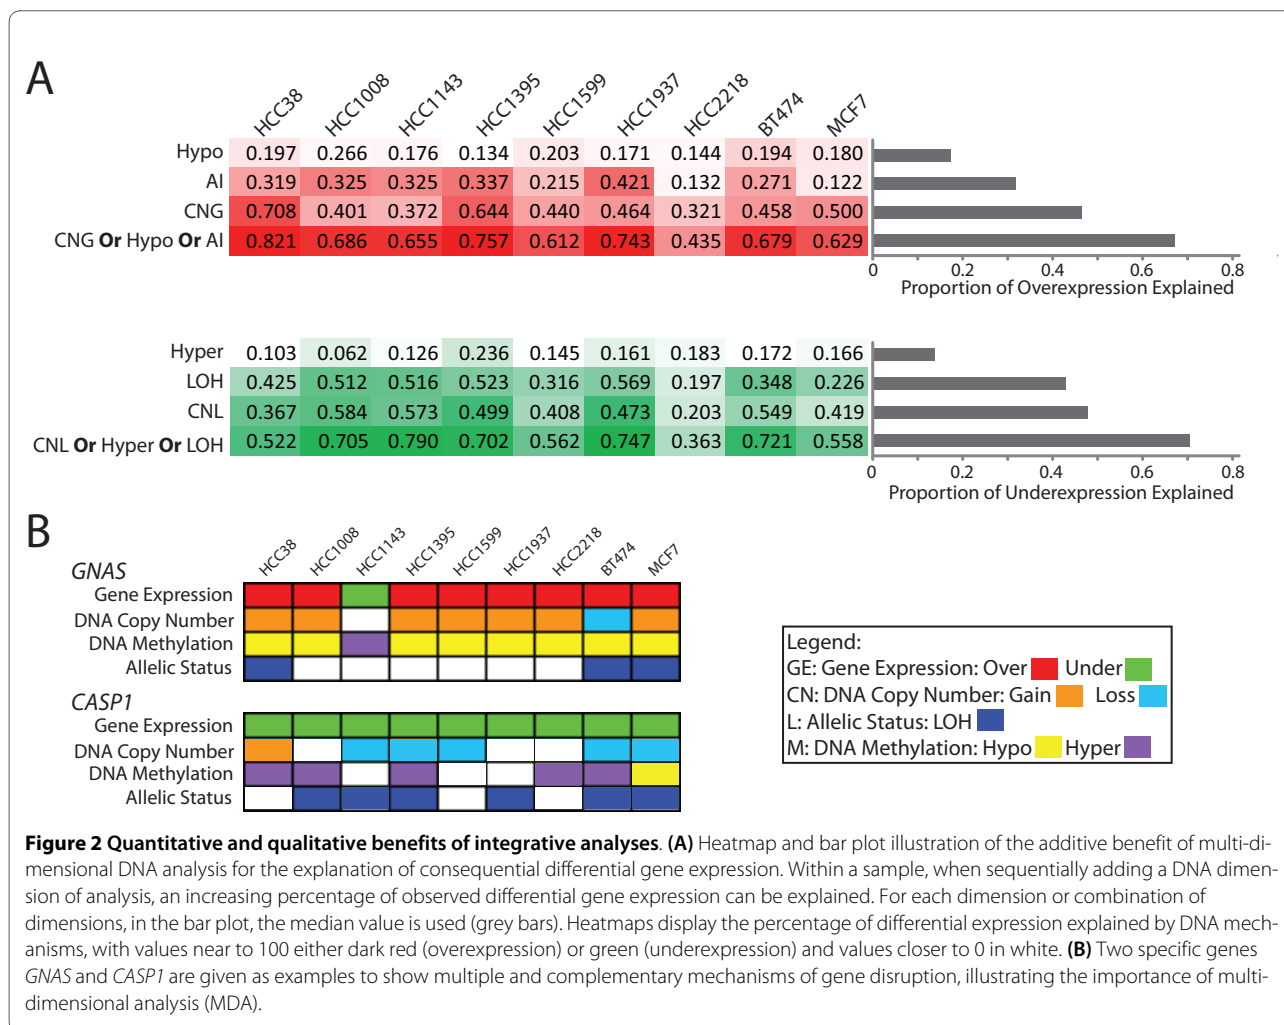 A
HCC38 HCC1008 HCC1143 HCC1395 HCC1599 HCC1937 HCC2218 BT474 MCF7
Hypo 0.197 0.266 0.176 0.134 0.203 0.171 0.144 0.194 0.180
AI 0.319 0.325 0.325 0.337 0.215 0.421 0.132 0.271 0.122
CNG 0.708 0.401 0.372 0.644 0.440 0.464 0.321 0.458 0.500
CNG Or Hypo Or AI 0.821 0.686 0.655 0.757 0.612 0.743 0.435 0.679 0.629
0 0.2 0.4 0.6 0.8
Proportion of Overexpression Explained
Hyper 0.103 0.062 0.126 0.236 0.145 0.161 0.183 0.172 0.166
LOH 0.425 0.512 0.516 0.523 0.316 0.569 0.197 0.348 0.226
CNL 0.367 0.584 0.573 0.499 0.408 0.473 0.203 0.549 0.419
CNL Or Hyper Or LOH 0.522 0.705 0.790 0.702 0.562 0.747 0.363 0.721 0.558
0 0.2 0.4 0.6 0.8
Proportion of Underexpression Explained
B
HCC38 HCC1008 HCC1143 HCC1395 HCC1599 HCC1937 HCC2218 BT474 MCF7
GNAS
Gene Expression
DNA Copy Number
DNA Methylation
Allelic Status
CASP1
Gene Expression
DNA Copy Number
DNA Methylation
Allelic Status
Legend:
GE: Gene Expression: Over Under
CN: DNA Copy Number: Gain Loss
L: Allelic Status: LOH
M: DNA Methylation: Hypo Hyper
Figure 2 Quantitative and qualitative benefits of integrative analyses. (A) Heatmap and bar plot illustration of the additive benefit of multi-di-
mensional DNA analysis for the explanation of consequential differential gene expression. Within a sample, when sequentially adding a DNA dimen-
sion of analysis, an increasing percentage of observed differential gene expression can be explained. For each dimension or combination of
dimensions, in the bar plot, the median value is used (grey bars). Heatmaps display the percentage of differential expression explained by DNA mech-
anisms, with values near to 100 either dark red (overexpression) or green (underexpression) and values closer to 0 in white. (B) Two specific genes
GNAS and CASP1 are given as examples to show multiple and complementary mechanisms of gene disruption, illustrating the importance of multi-
dimensional analysis (MDA).